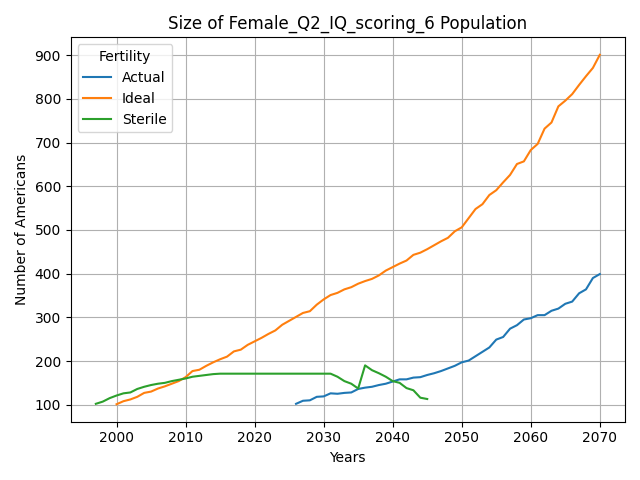 Size of Female_Q2_IQ_scoring_6 Population
Fertility
Actual
Ideal
Sterile
Number of Americans
900
800
700
600
500
400
300
200
100
2000 2010 2020 2030 2040 2050 2060 2070
Years